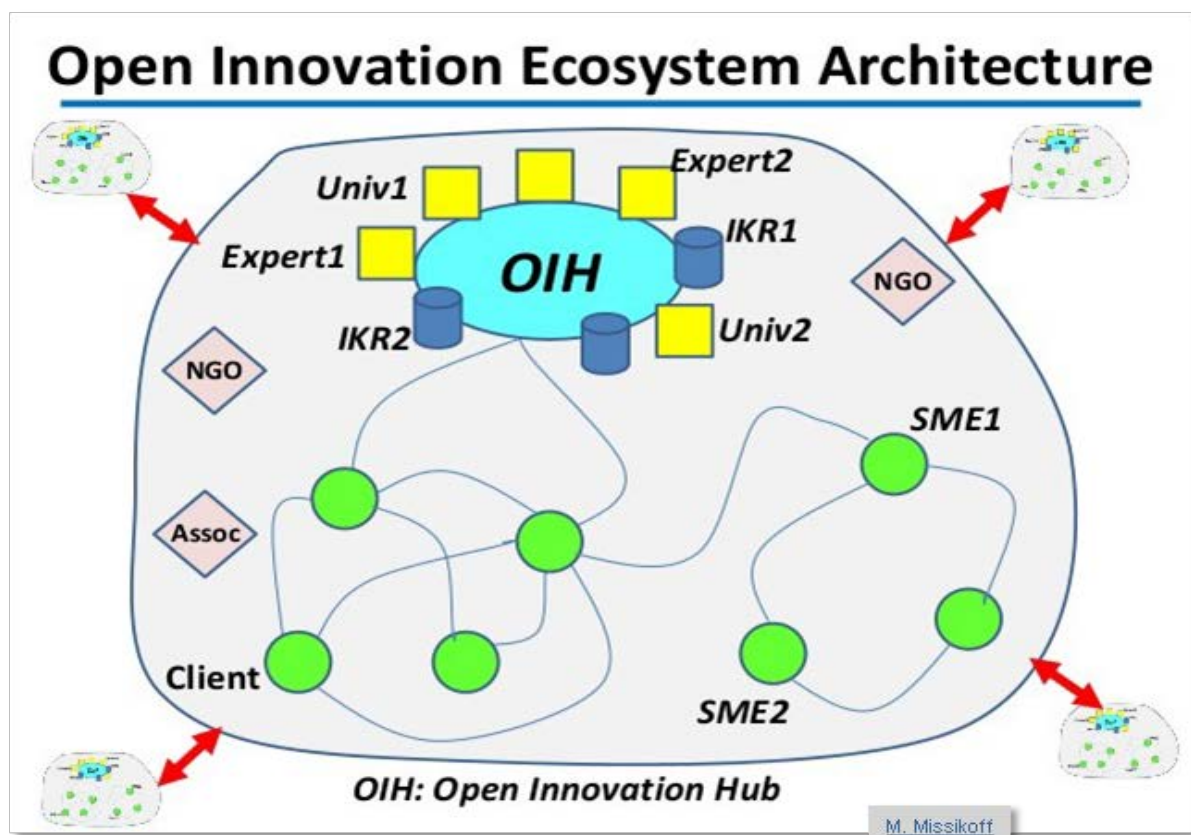 Open Innovation Ecosystem Architecture
Univ1
Expert2
Expert1
OIH
IKR1
NGO
IKR2
Univ2
NGO
SME1
Assoc
Client
SME2
OIH: Open Innovation Hub
M. Missikoff